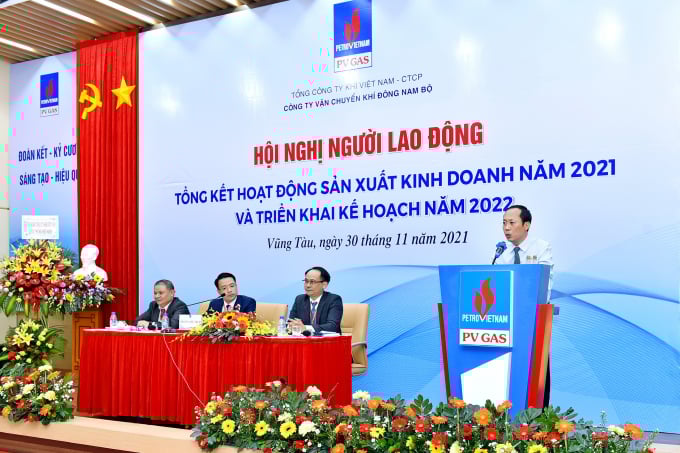 PETROVIETNAM
PV GAS
TỔNG CÔNG TY KHÍ VIỆT NAM - CTCP
CÔNG TY VẬN CHUYỂN KHÍ ĐÔNG NAM BỘ
HỘI NGHỊ NGƯỜI LAO ĐỘNG
TỔNG KẾT HOẠT ĐỘNG SẢN XUẤT KINH DOANH NĂM 2021
VÀ TRIỂN KHAI KẾ HOẠCH NĂM 2022
Vũng Tàu, ngày 30 tháng 11 năm 2021
PV GAS
ĐOÀN KẾT - KỶ CƯƠ
SÁNG TẠO - HIỆU QU
PETROVIETNAM
PV GAS